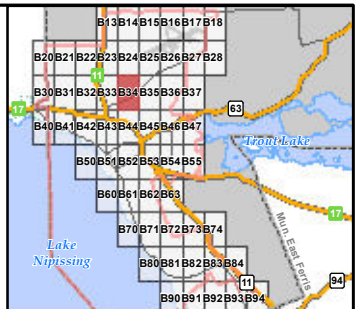 B13 B14 B15 B16 B17 B18
B20 B21 B22 B23 B24 B25 B26 B27 B28
11
B30 B31 B32 B33 B34 B35 B36 B37
17
63
B40 B41 B42 B43 B44 B45 B46 B47
Trout Lake
B50 B51 B52 B53 B54 B55
B60 B61 B62 B63
17
B70 B71 B72 B73 B74
Mun. East Ferris
Lake
Nipissing
B80 B81 B82 B83 B84
11
94
B90 B91 B92 B93 B94